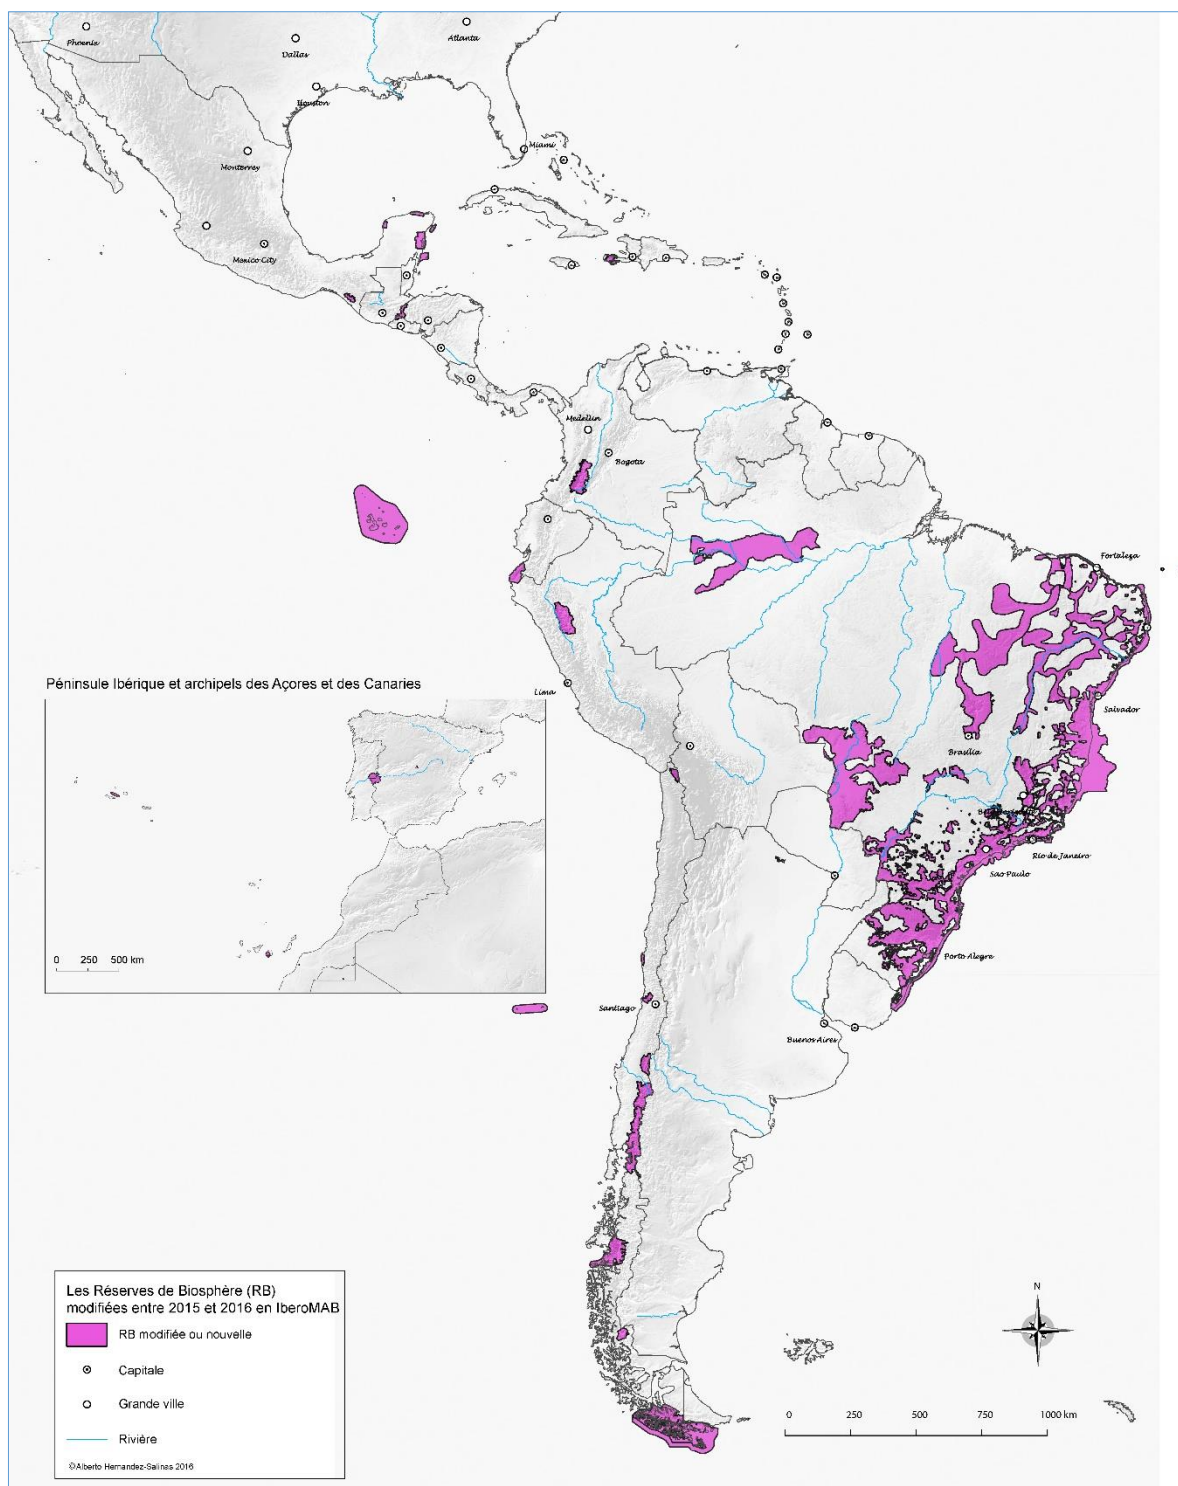 Phoenix
Dallas
Atlanta
Houston
Monterrey
Miami
Mexico City
Medellin
Bogota
Fortaleza
Péninsule Ibérique et archipels des Açores et des Canaries
Lima
Salvador
Brasilia
Rio de Janeiro
Sao Paulo
0 250 500 km
Porto Alegre
Santiago
Buenos Aires
Les Réserves de Biosphère (RB)
modifiées entre 2015 et 2016 en IberoMAB
RB modifiée ou nouvelle
Capitale
Grande ville
Rivière
©Alberto Hernandez-Salinas 2016
N
0 250 500 750 1000 km